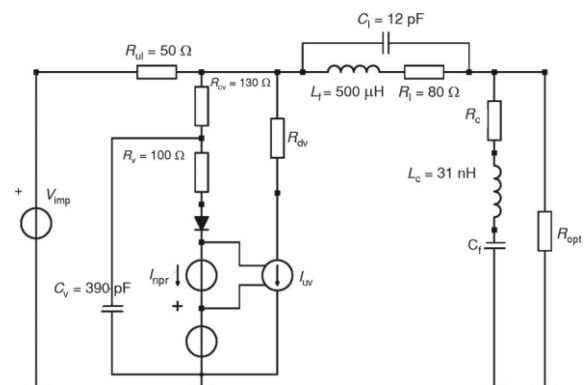 C_l = 12 pF
R_ul = 50 Ω
R_cv = 130 Ω
L_f = 500 μH
R_l = 80 Ω
R_dv
R_c
R_v = 100 Ω
L_c = 31 nH
+
V_imp
C_f
R_opt
I_npr
I_uv
C_v = 390 pF
+